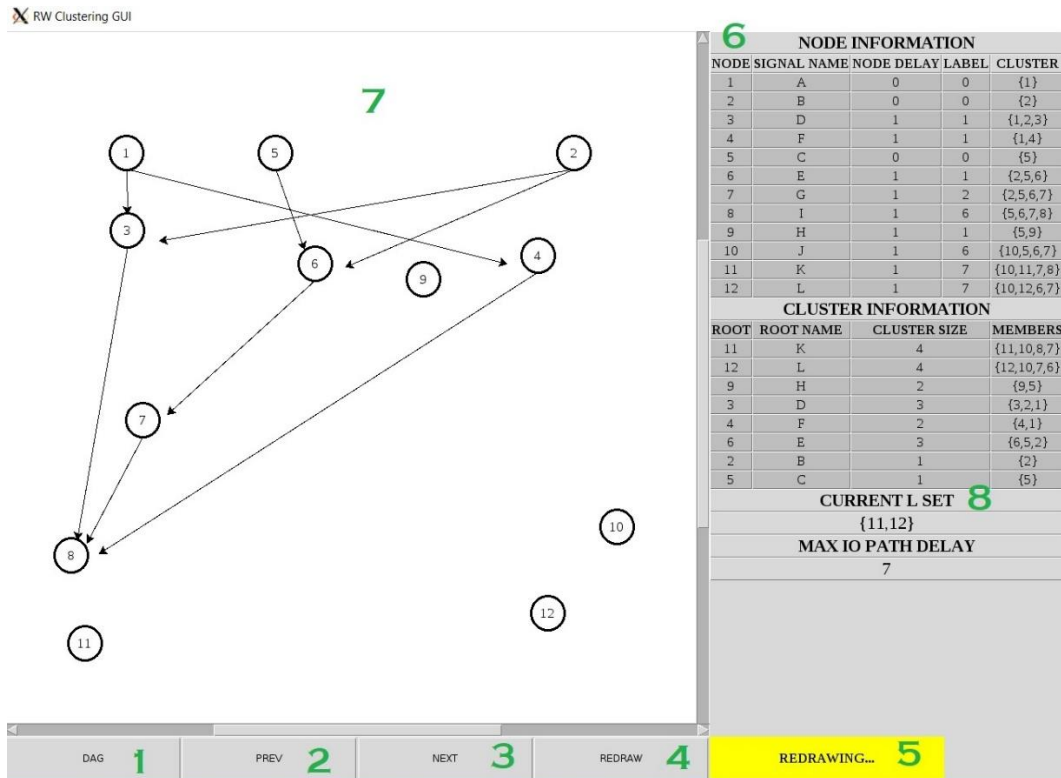 RW Clustering GUI
7
1
5
2
3
6
9
4
7
8
10
12
11
6
NODE INFORMATION
NODE SIGNAL NAME NODE DELAY LABEL CLUSTER
1 A 0 0 {1}
2 B 0 0 {2}
3 D 1 1 {1,2,3}
4 F 1 1 {1,4}
5 C 0 0 {5}
6 E 1 1 {2,5,6}
7 G 1 2 {2,5,6,7}
8 I 1 6 {5,6,7,8}
9 H 1 1 {5,9}
10 J 1 6 {10,5,6,7}
11 K 1 7 {10,11,7,8}
12 L 1 7 {10,12,6,7}
CLUSTER INFORMATION
ROOT ROOT NAME CLUSTER SIZE MEMBERS
11 K 4 {11,10,8,7}
12 L 4 {12,10,7,6}
9 H 2 {9,5}
3 D 3 {3,2,1}
4 F 2 {4,1}
6 E 3 {6,5,2}
2 B 1 {2}
5 C 1 {5}
CURRENT L SET 8
{11,12}
MAX IO PATH DELAY
7
DAG 1 PREV 2 NEXT 3 REDRAW 4 REDRAWING... 5